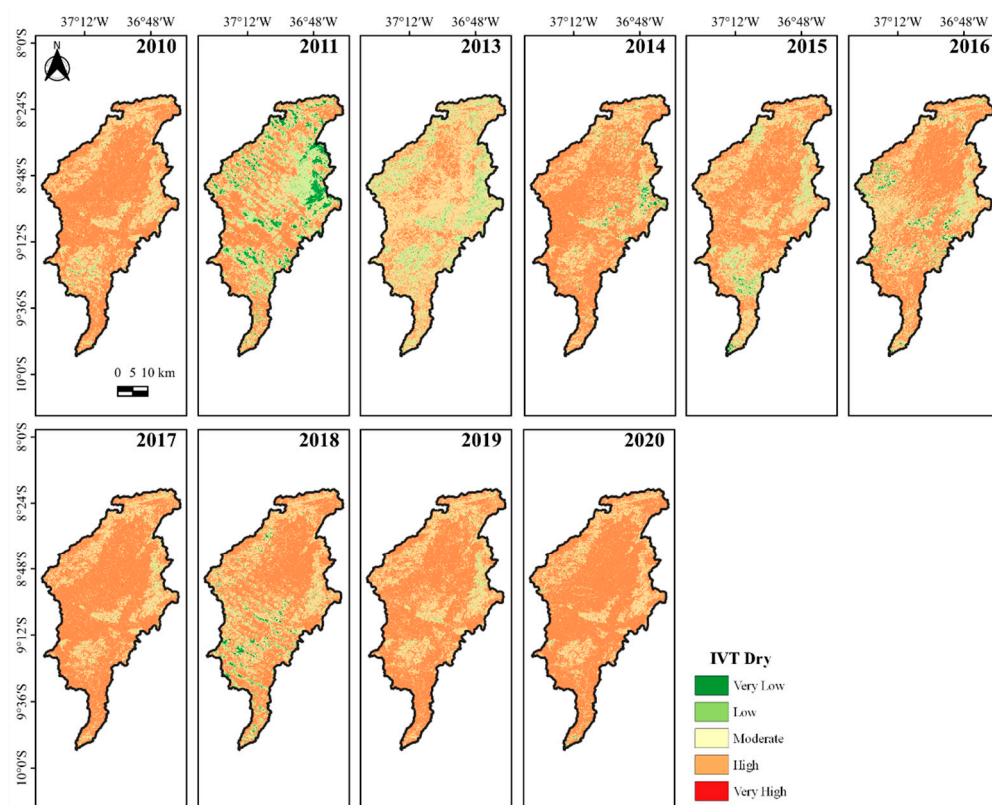 37°12'W 36°48'W 37°12'W 36°48'W 37°12'W 36°48'W 37°12'W 36°48'W 37°12'W 36°48'W 37°12'W 36°48'W
8°0'S
2010
2011
2013
2014
2015
2016
N
8°24'S
8°48'S
9°12'S
9°36'S
10°0'S
0 5 10 km
8°0'S
2017
2018
2019
2020
8°24'S
8°48'S
9°12'S
9°36'S
10°0'S
IVT Dry
Very Low
Low
Moderate
High
Very High